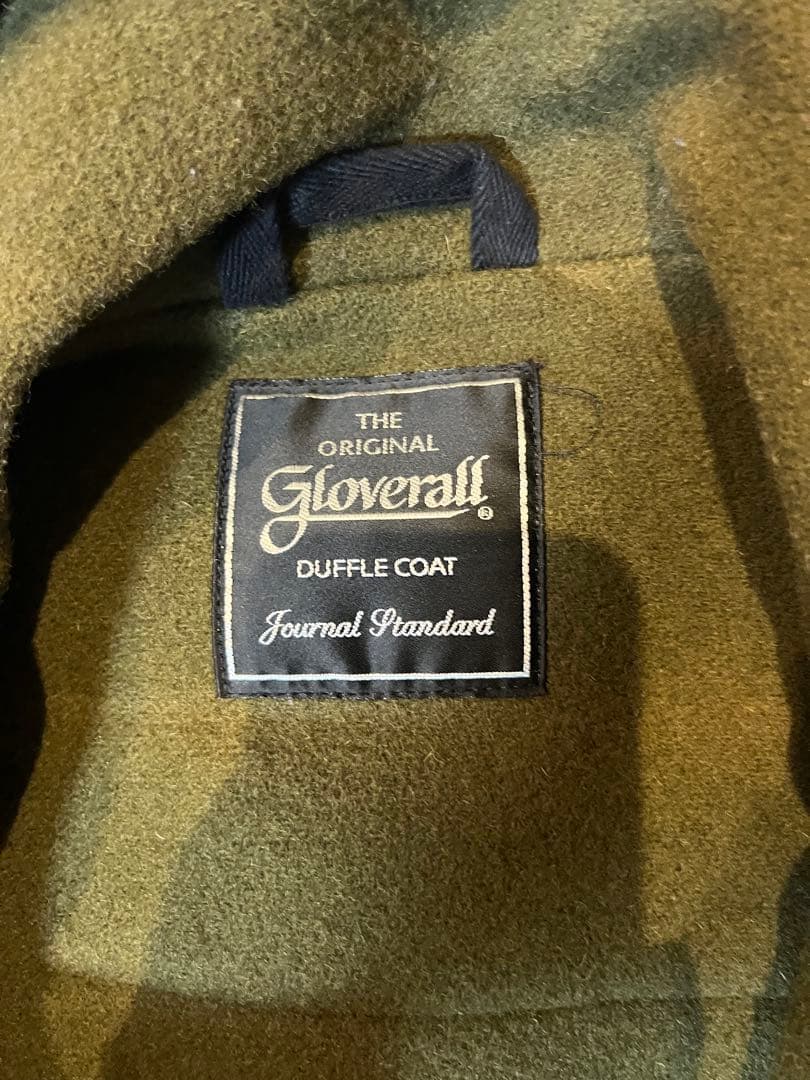 THE
ORIGINAL
Gloverall®
DUFFLE COAT
Journal Standard